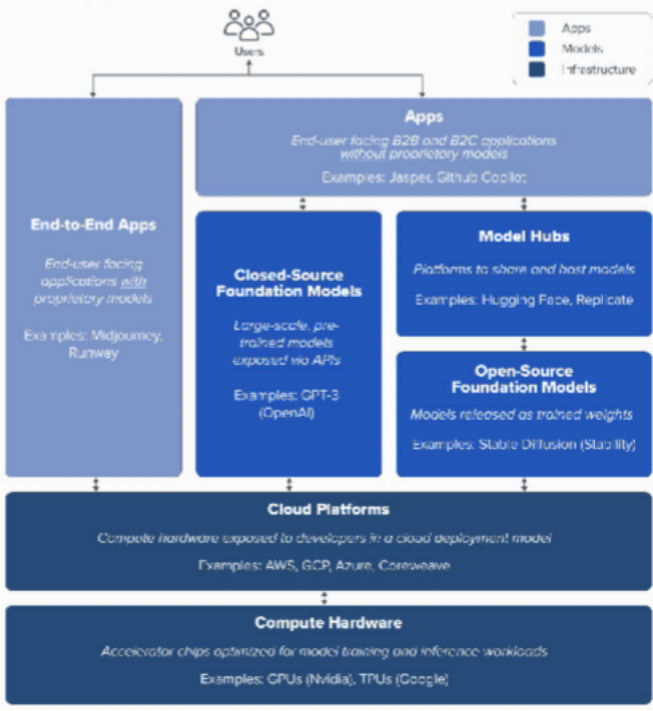 Users
Apps
Models
Infrastructure
Apps
End-user facing B2B and B2C applications
without proprietary models
Examples: Jasper, Github Copilot
End-to-End Apps
End-user facing
applications with
proprietary models
Examples: Midjourney,
Runway
Closed-Source
Foundation Models
Large-scale, pre-
trained models
exposed via APIs
Examples: GPT-3
(OpenAI)
Model Hubs
Platforms to share and host models
Examples: Hugging Face, Replicate
Open-Source
Foundation Models
Models released as trained weights
Examples: Stable Diffusion (Stability)
Cloud Platforms
Compute hardware exposed to developers in a cloud deployment model
Examples: AWS, GCP, Azure, Coreweave
Compute Hardware
Accelerator chips optimized for model training and inference workloads
Examples: GPUs (Nvidia), TPUs (Google)